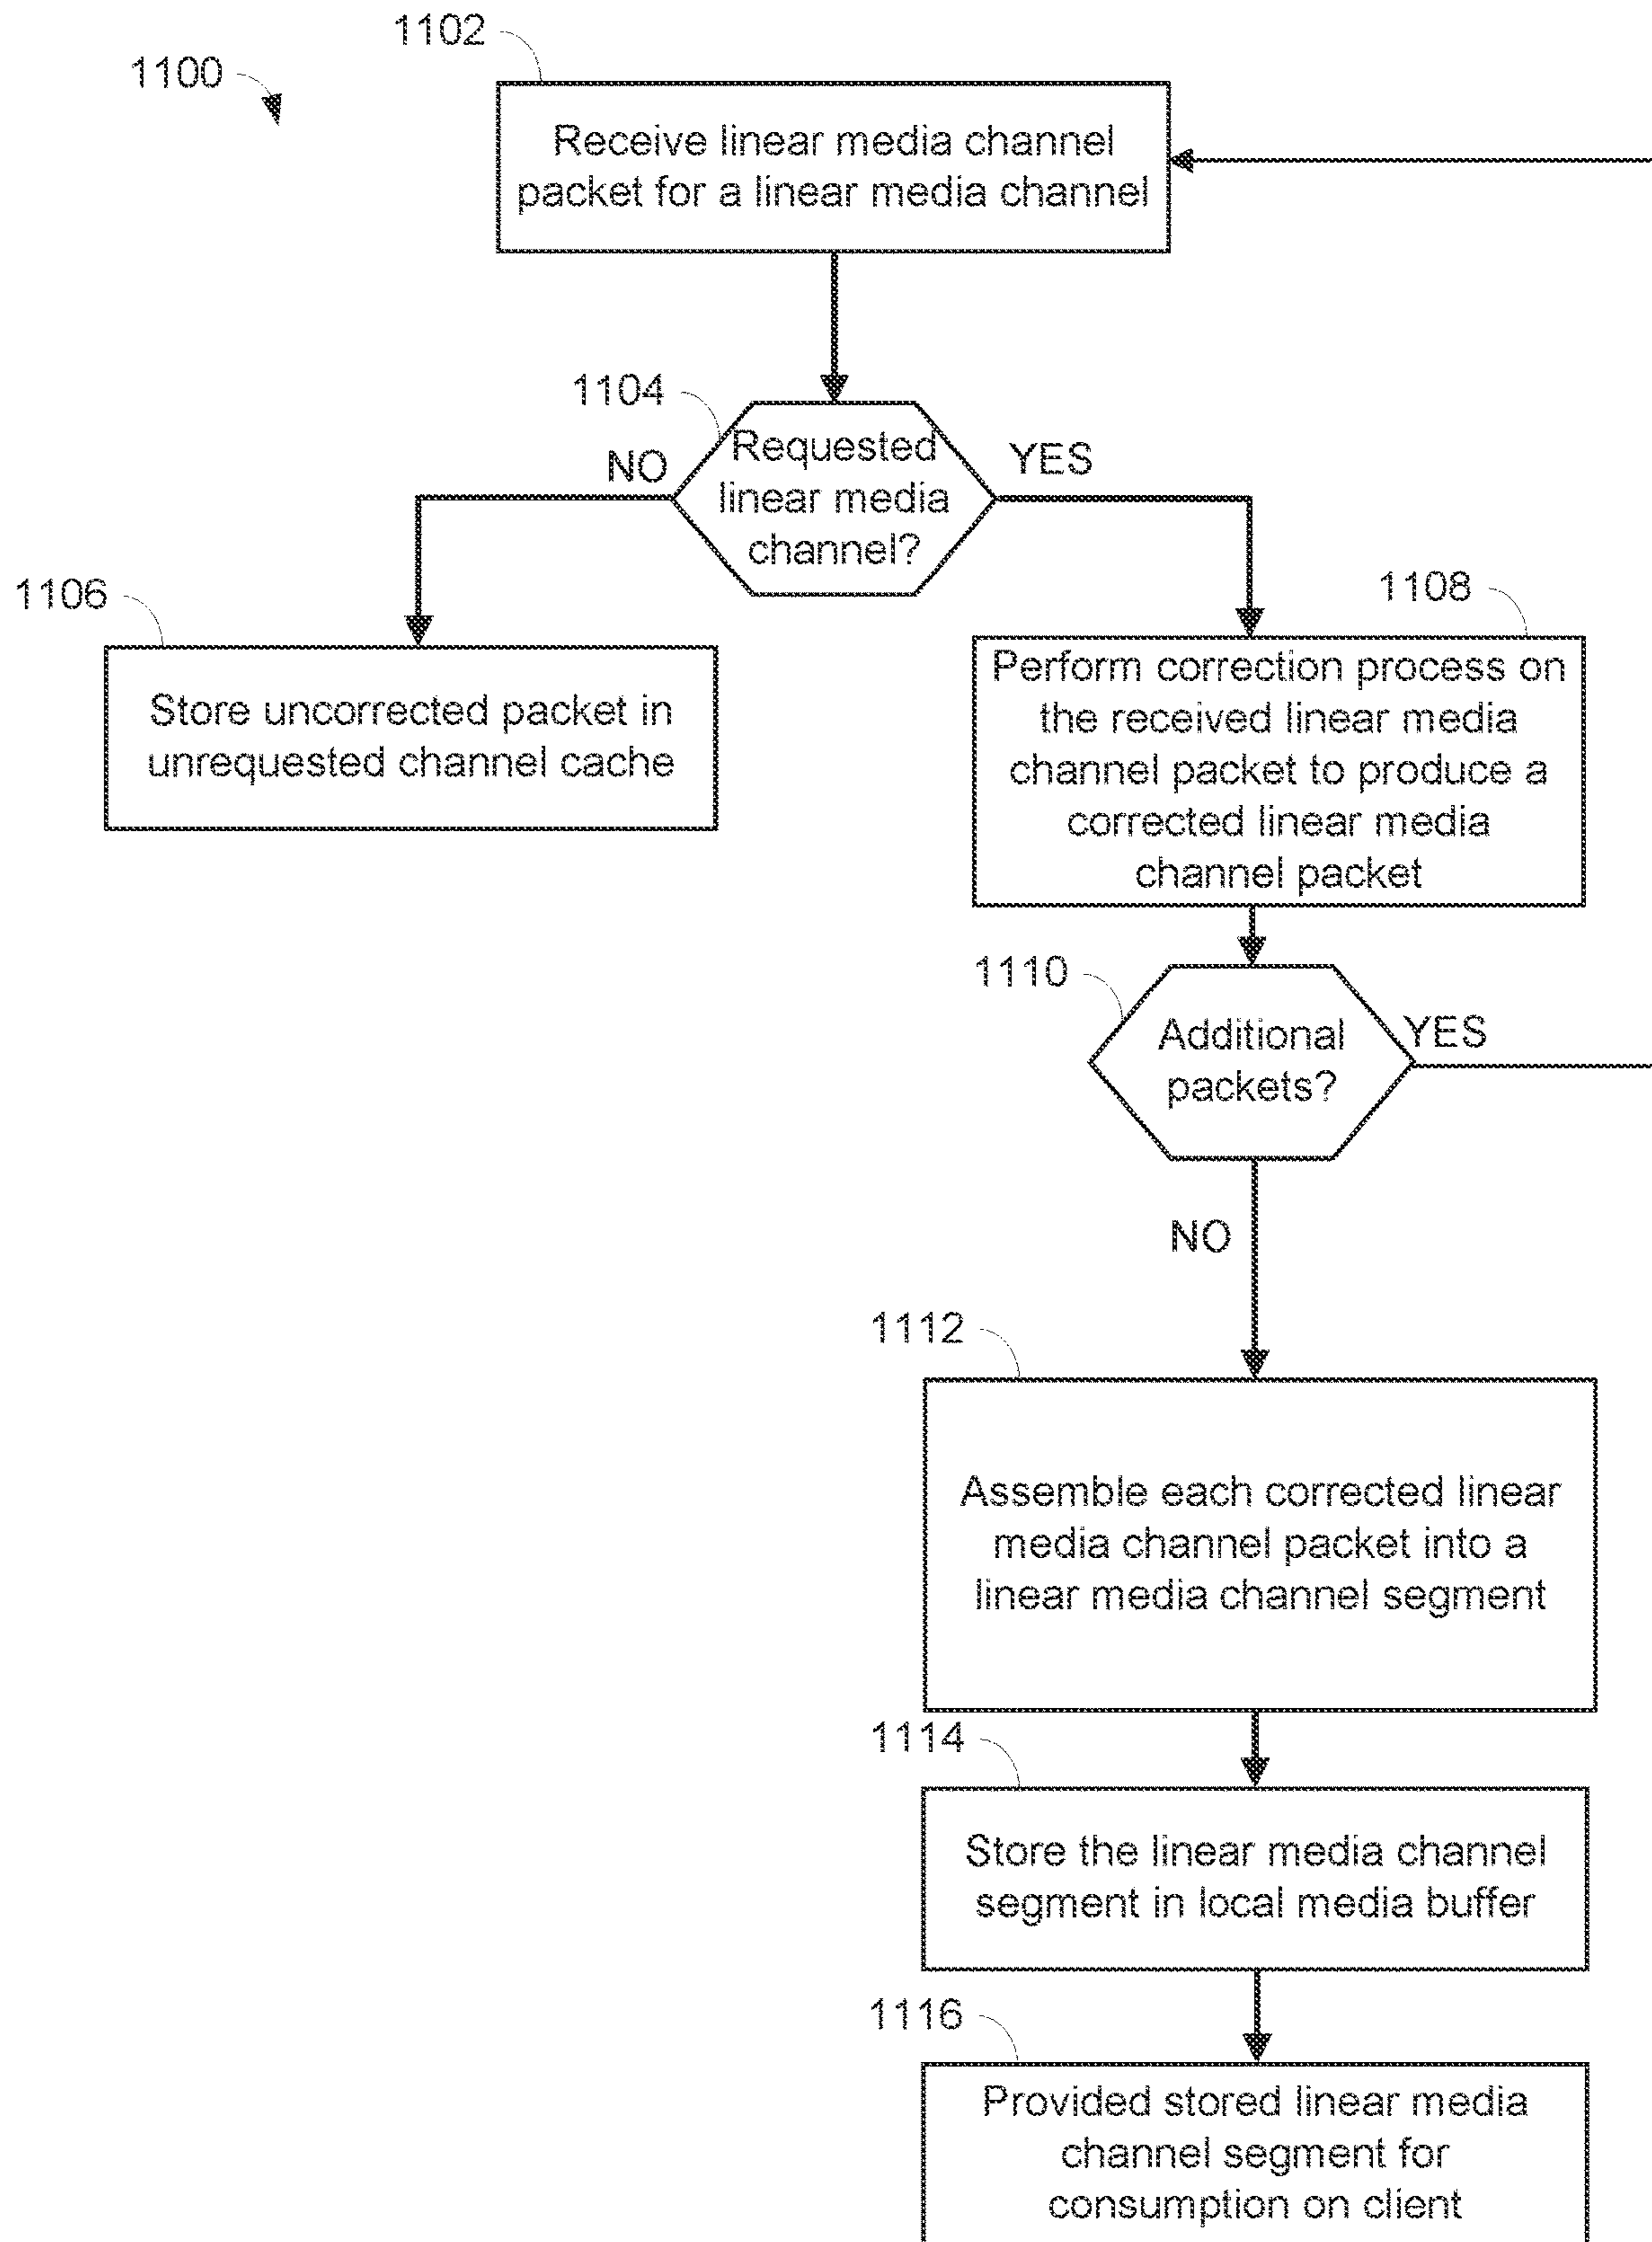 1102
1100
Receive linear media channel
packet for a linear media channel
1104
NO
Requested
linear media
channel?
YES
1106
Store uncorrected packet in
unrequested channel cache
1108
Perform correction process on
the received linear media
channel packet to produce a
corrected linear media
channel packet
1110
Additional
packets?
YES
NO
1112
Assemble each corrected linear
media channel packet into a
linear media channel segment
1114
Store the linear media channel
segment in local media buffer
1116
Provided stored linear media
channel segment for
consumption on client